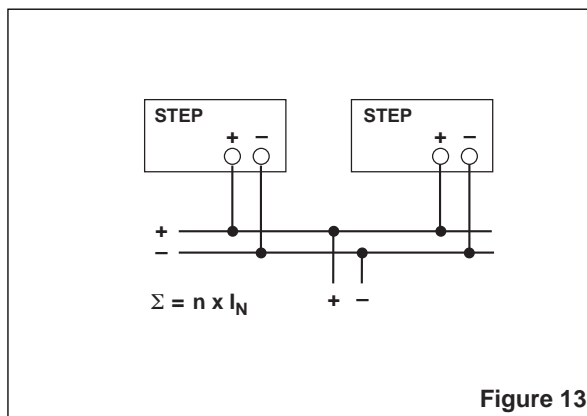 STEP STEP
+ − + −
+
−
Σ = n x I_N + −
Figure 13